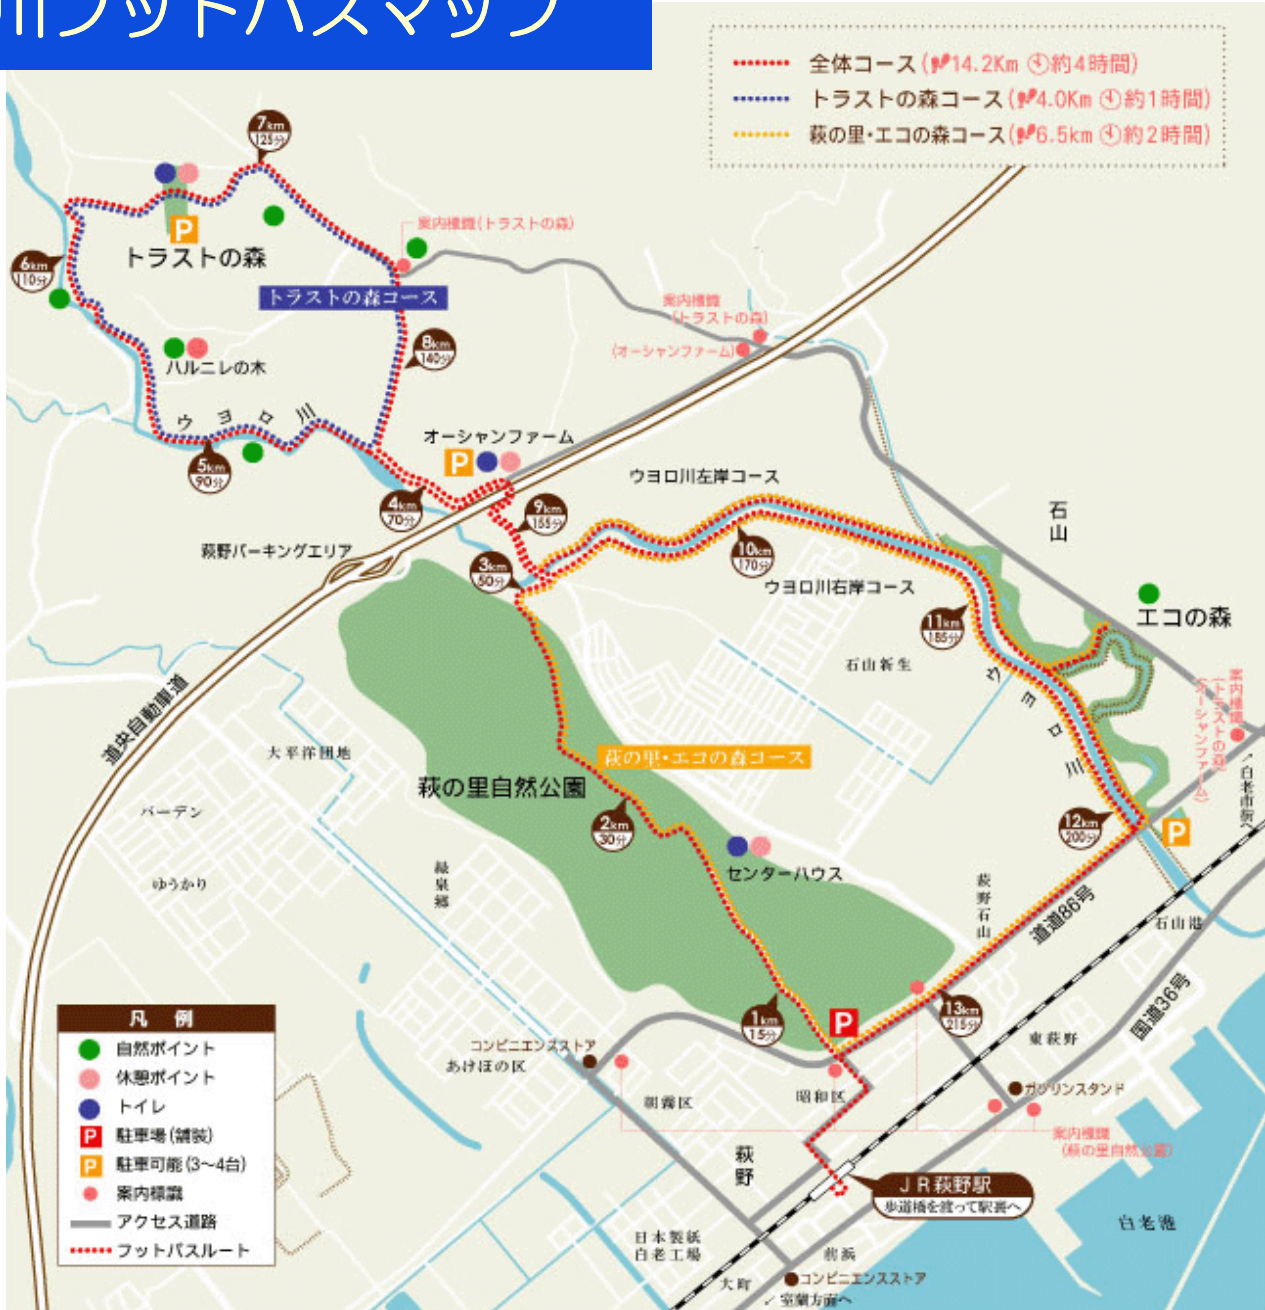 川フットパスマップ
全体コース(14.2Km 約4時間)
トラストの森コース(4.0Km 約1時間)
萩の里・エコの森コース(6.5km 約2時間)
7km
125分
案内標識(トラストの森)
P
トラストの森
6km
110分
トラストの森コース
案内標識
(トラストの森)
(オーシャンファーム)
8km
140分
ハルニレの木
ウヨロ川
オーシャンファーム
P
5km
90分
4km
70分
9km
155分
ウヨロ川左岸コース
石山
萩野パーキングエリア
3km
50分
10km
170分
ウヨロ川右岸コース
エコの森
11km
185分
石山新生
ウヨロ川
案内標識
(トラストの森)
(オーシャンファーム)
道央自動車道
大平洋団地
萩の里・エコの森コース
萩の里自然公園
白老市街へ
バーデン
2km
30分
12km
200分
P
センターハウス
ゆうかり
緑泉郷
萩野石山
道道86号
石山港
国道36号
1km
15分
P
13km
215分
東萩野
凡例
自然ポイント
休憩ポイント
トイレ
P 駐車場(舗装)
P 駐車可能(3〜4台)
案内標識
アクセス道路
フットパスルート
コンビニエンスストア
あけぼの区
朝霧区
昭和区
ガソリンスタンド
案内標識
(萩の里自然公園)
萩野
JR萩野駅
歩道橋を渡って駅裏へ
白老港
日本製紙
白老工場
前浜
大町
コンビニエンスストア
室蘭方面へ